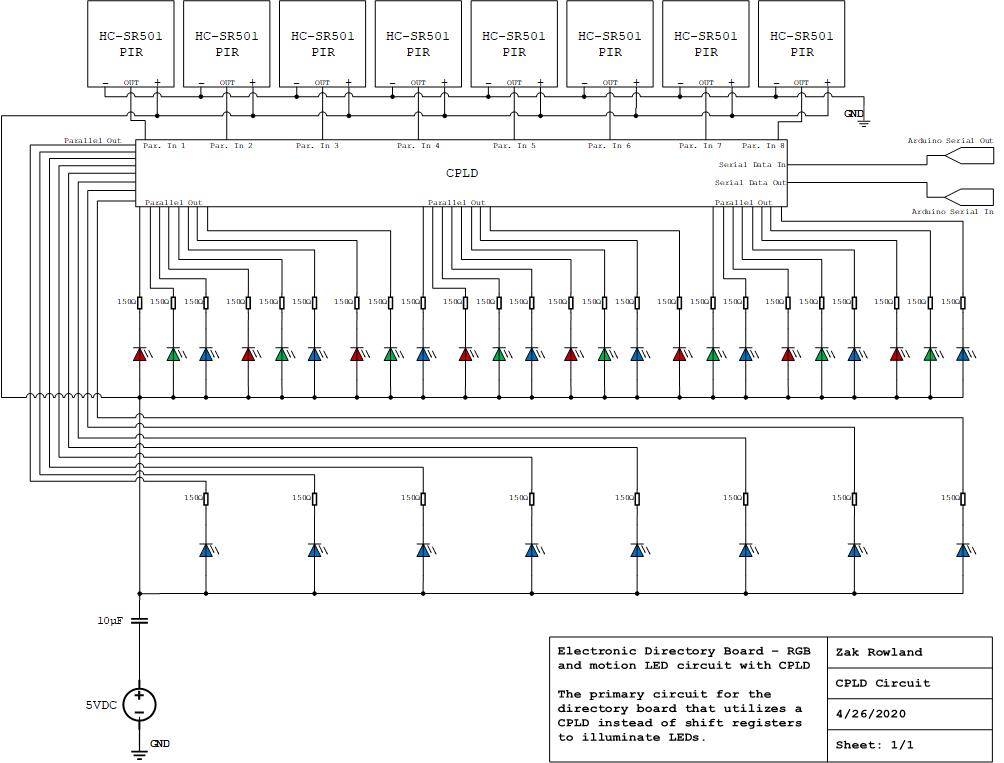 HC-SR501 HC-SR501 HC-SR501 HC-SR501 HC-SR501 HC-SR501 HC-SR501 HC-SR501
PIR PIR PIR PIR PIR PIR PIR PIR
- OUT + - OUT + - OUT + - OUT + - OUT + - OUT + - OUT + - OUT +
GND
Parallel Out
Par. In 1 Par. In 2 Par. In 3 Par. In 4 Par. In 5 Par. In 6 Par. In 7 Par. In 8
Arduino Serial Out
Serial Data In
CPLD
Serial Data Out
Parallel Out Parallel Out Parallel Out
Arduino Serial In
150Ω 150Ω 150Ω 150Ω 150Ω 150Ω 150Ω 150Ω 150Ω 150Ω 150Ω 150Ω 150Ω 150Ω 150Ω 150Ω 150Ω 150Ω 150Ω 150Ω 150Ω 150Ω 150Ω 150Ω
150Ω 150Ω 150Ω 150Ω 150Ω 150Ω 150Ω 150Ω
10µF
5VDC
+
-
GND
Electronic Directory Board - RGB
and motion LED circuit with CPLD
The primary circuit for the
directory board that utilizes a
CPLD instead of shift registers
to illuminate LEDs.
Zak Rowland
CPLD Circuit
4/26/2020
Sheet: 1/1